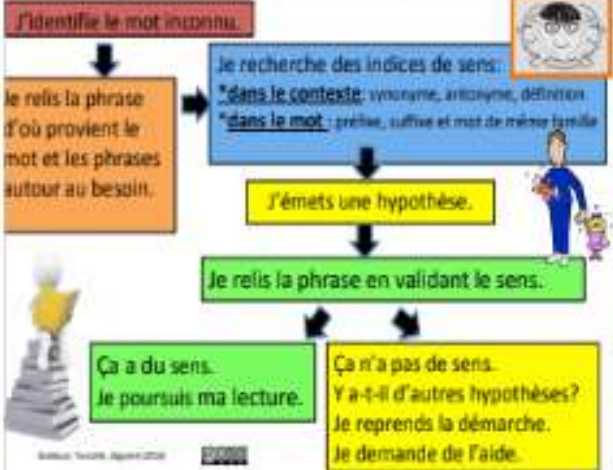 J'identifie le mot inconnu.
Je relis la phrase
d'où provient le
mot et les phrases
autour au besoin.
Je recherche des indices de sens:
*dans le contexte: synonyme, antonyme, définition
*dans le mot : préfixe, suffixe et mot de même famille
J'émets une hypothèse.
Je relis la phrase en validant le sens.
Ça a du sens.
Je poursuis ma lecture.
Ça n'a pas de sens.
Y a-t-il d'autres hypothèses?
Je reprends la démarche.
Je demande de l'aide.